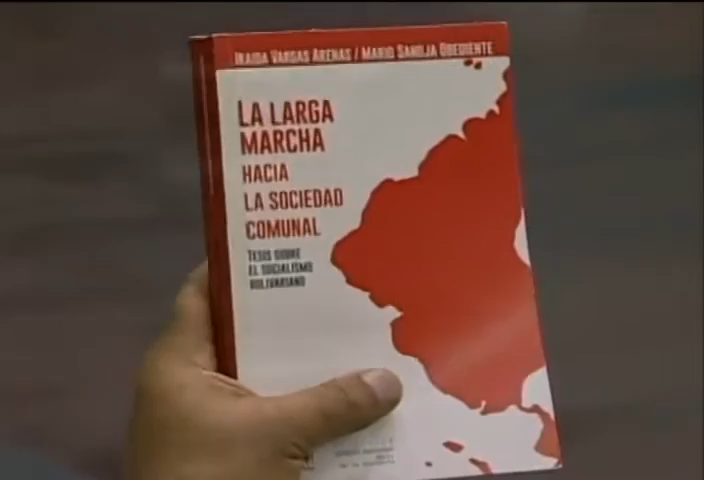 IRAIDA VARGAS ARENAS / MARIO SANOJA OBEDIENTE
LA LARGA
MARCHA
HACIA
LA SOCIEDAD
COMUNAL
TESIS SOBRE
EL SOCIALISMO
BOLIVARIANO